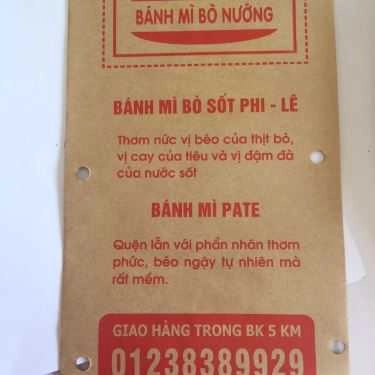 BÁNH MÌ BÒ NƯỚNG
BÁNH MÌ BÒ SỐT PHI - LÊ
Thơm nức vị béo của thịt bò,
vị cay của tiêu và vị đậm đà
của nước sốt
BÁNH MÌ PATE
Quện lẫn với phần nhân thơm
phức, béo ngậy tự nhiên mà
rất mềm.
GIAO HÀNG TRONG BK 5 KM
01238389929